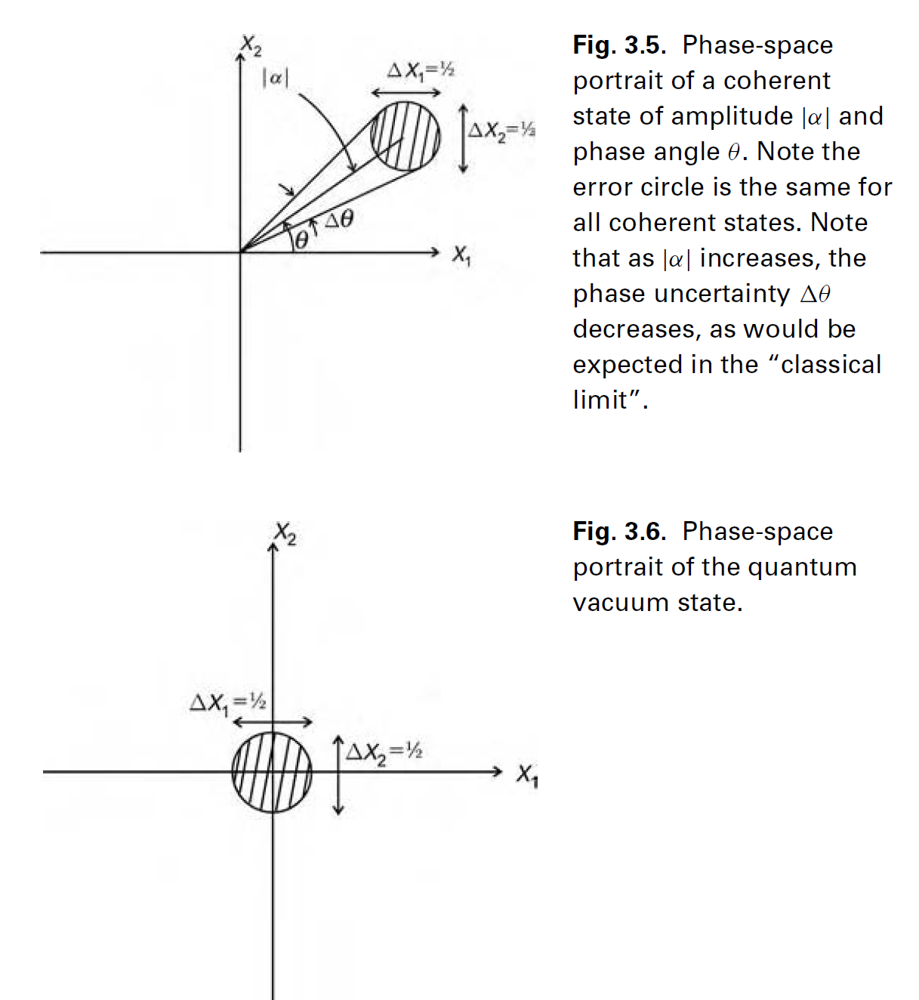 X₂
|α|
ΔX₁=½
ΔX₂=½
Δθ
θ
X₁
Fig. 3.5. Phase-space
portrait of a coherent
state of amplitude |α| and
phase angle θ. Note the
error circle is the same for
all coherent states. Note
that as |α| increases, the
phase uncertainty Δθ
decreases, as would be
expected in the “classical
limit”.
X₂
ΔX₁=½
ΔX₂=½
X₁
Fig. 3.6. Phase-space
portrait of the quantum
vacuum state.